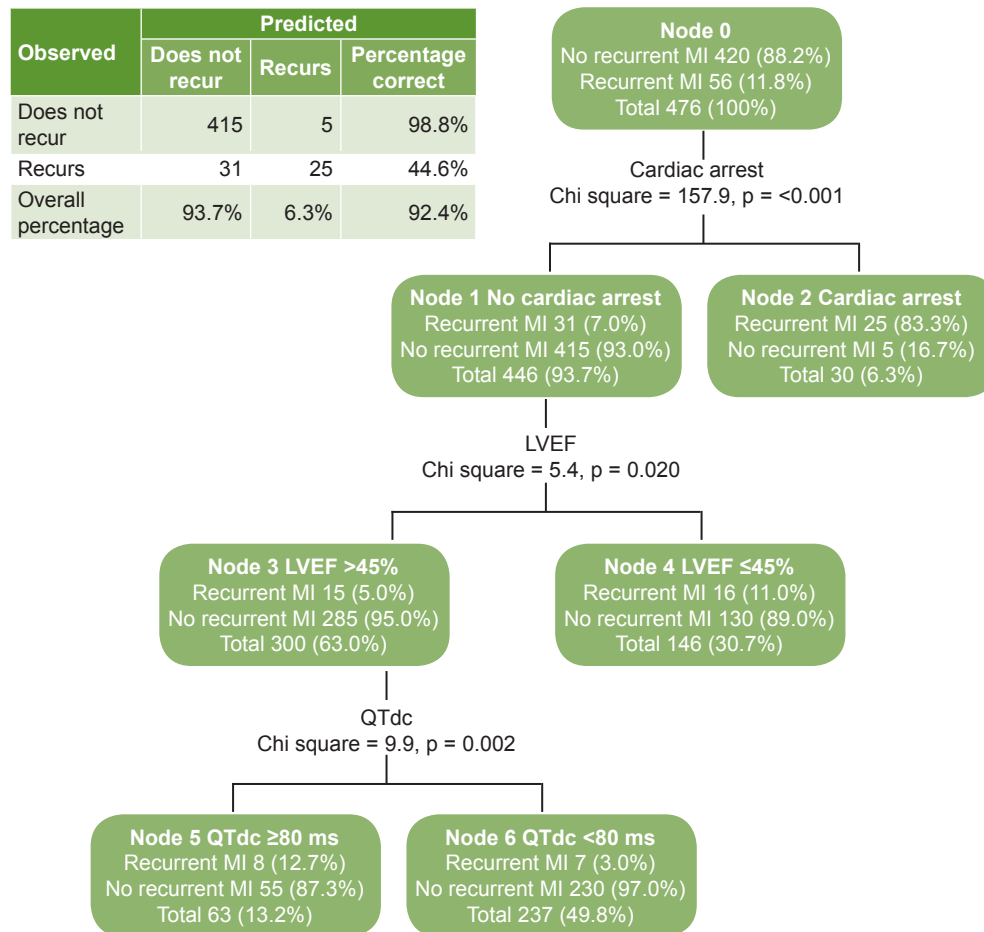 Observed
Predicted
Does not
recur
Recurs
Percentage
correct
Does not
recur
415
5
98.8%
Recurs
31
25
44.6%
Overall
percentage
93.7%
6.3%
92.4%
Node 0
No recurrent MI 420 (88.2%)
Recurrent MI 56 (11.8%)
Total 476 (100%)
Cardiac arrest
Chi square = 157.9, p = <0.001
Node 1 No cardiac arrest
Recurrent MI 31 (7.0%)
No recurrent MI 415 (93.0%)
Total 446 (93.7%)
Node 2 Cardiac arrest
Recurrent MI 25 (83.3%)
No recurrent MI 5 (16.7%)
Total 30 (6.3%)
LVEF
Chi square = 5.4, p = 0.020
Node 3 LVEF >45%
Recurrent MI 15 (5.0%)
No recurrent MI 285 (95.0%)
Total 300 (63.0%)
Node 4 LVEF ≤45%
Recurrent MI 16 (11.0%)
No recurrent MI 130 (89.0%)
Total 146 (30.7%)
QTdc
Chi square = 9.9, p = 0.002
Node 5 QTdc ≥80 ms
Recurrent MI 8 (12.7%)
No recurrent MI 55 (87.3%)
Total 63 (13.2%)
Node 6 QTdc <80 ms
Recurrent MI 7 (3.0%)
No recurrent MI 230 (97.0%)
Total 237 (49.8%)